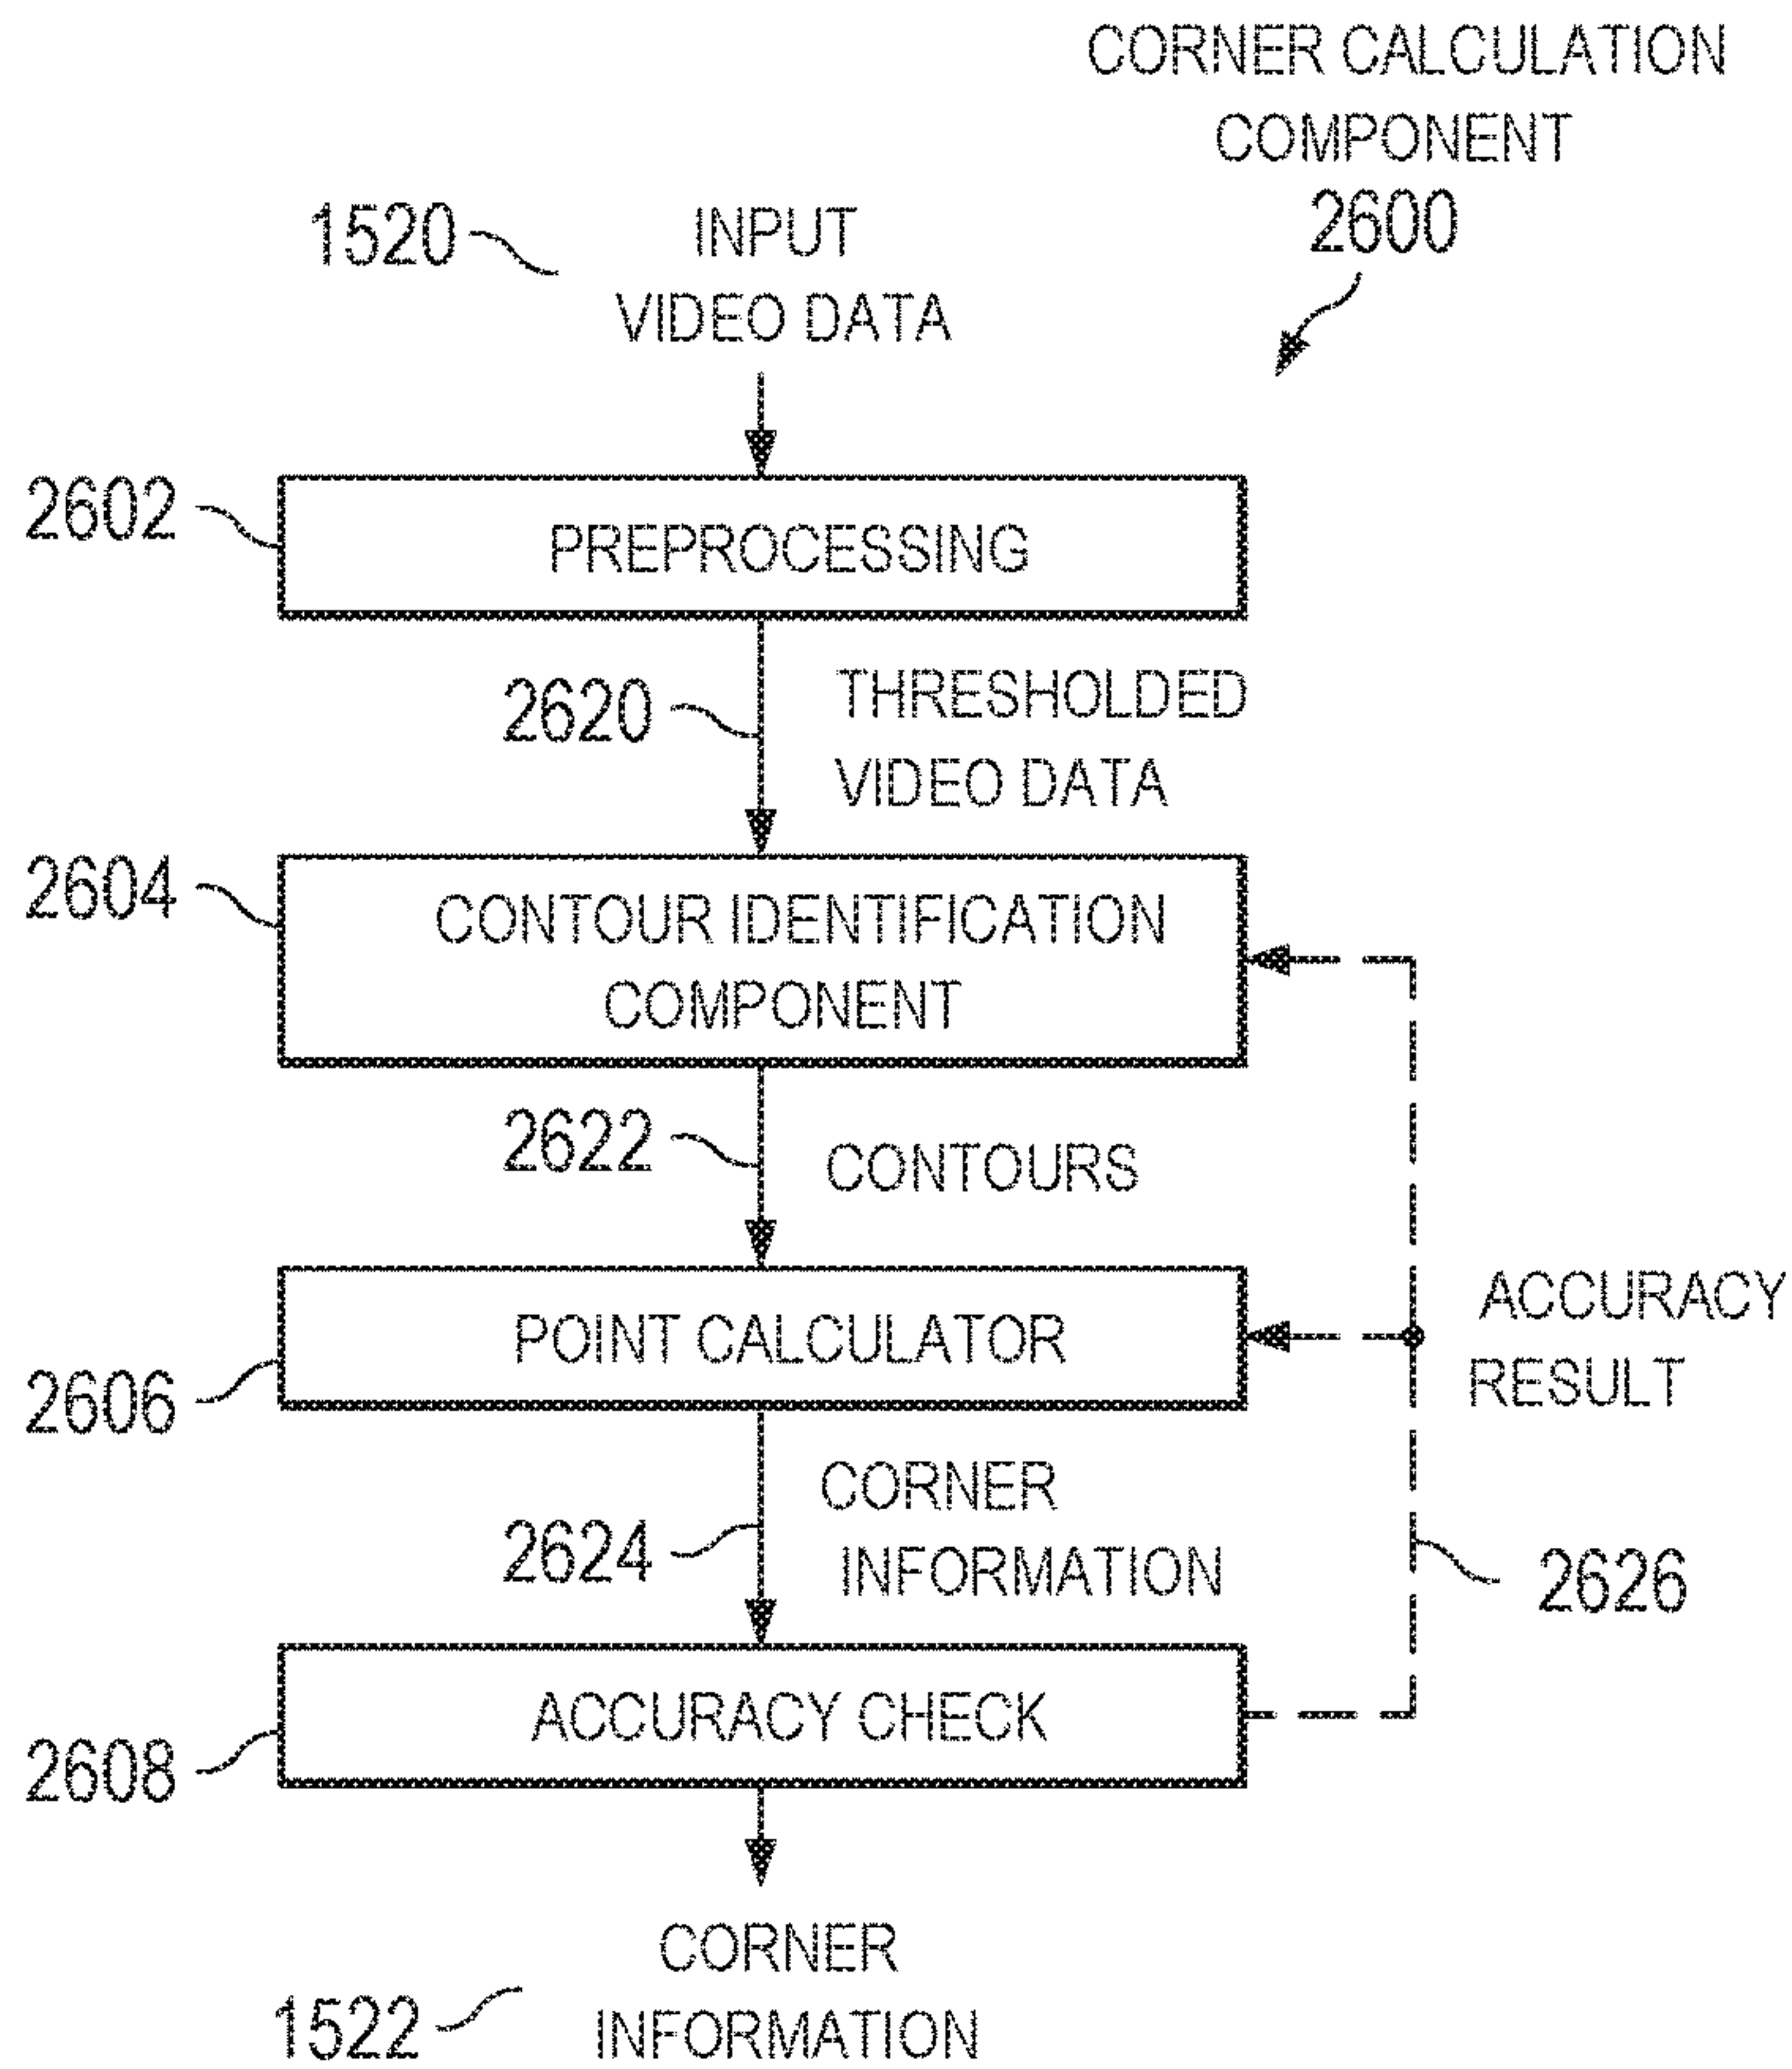 CORNER CALCULATION
COMPONENT
2600
1520
INPUT
VIDEO DATA
2602
PREPROCESSING
2620
THRESHOLDED
VIDEO DATA
2604
CONTOUR IDENTIFICATION
COMPONENT
2622
CONTOURS
2606
POINT CALCULATOR
ACCURACY
RESULT
2624
CORNER
INFORMATION
2626
2608
ACCURACY CHECK
1522
CORNER
INFORMATION